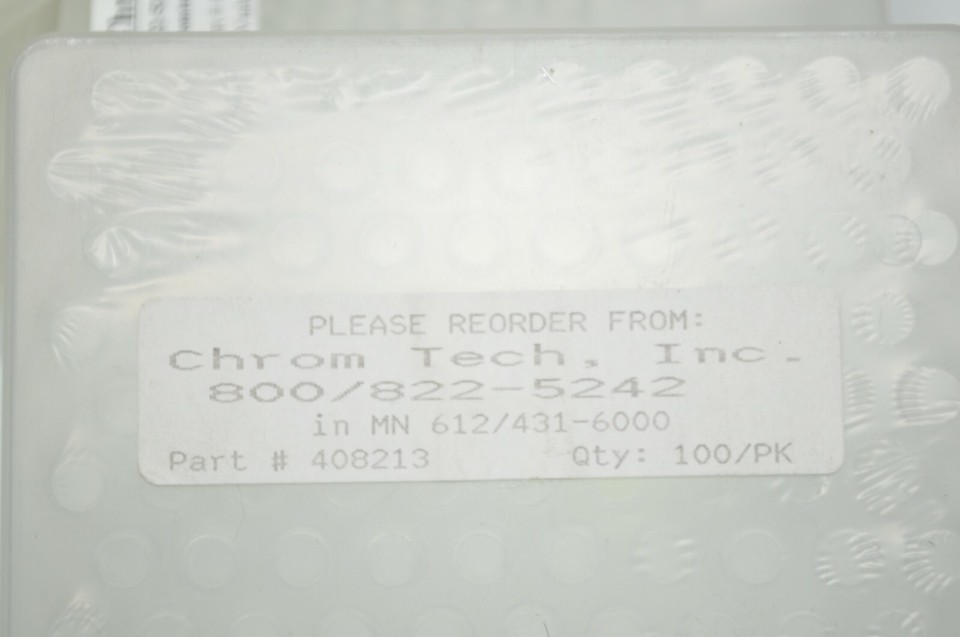 PLEASE REORDER FROM:
Chrom Tech, Inc.
800/822-5242
in MN 612/431-6000
Part # 408213 Qty: 100/PK